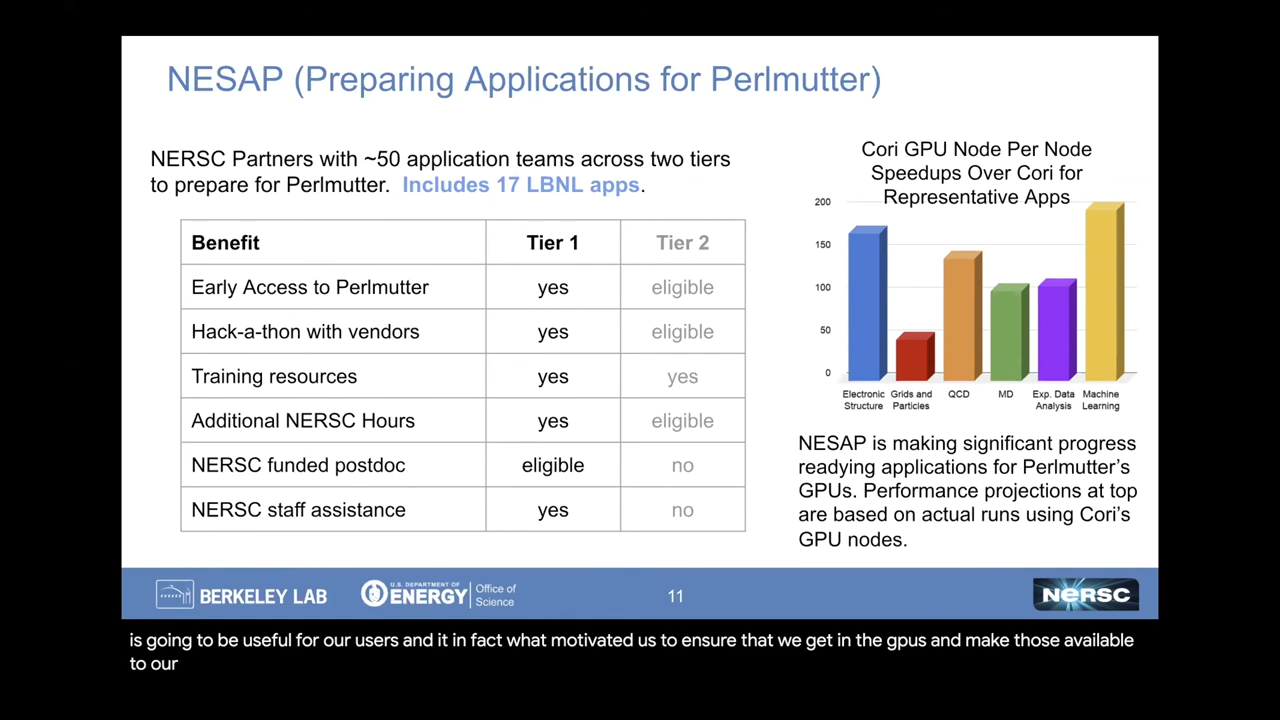 NESAP (Preparing Applications for Perlmutter)
NERSC Partners with ~50 application teams across two tiers
to prepare for Perlmutter. Includes 17 LBNL apps.
Benefit Tier 1 Tier 2
Early Access to Perlmutter yes eligible
Hack-a-thon with vendors yes eligible
Training resources yes yes
Additional NERSC Hours yes eligible
NERSC funded postdoc eligible no
NERSC staff assistance yes no
Cori GPU Node Per Node
Speedups Over Cori for
Representative Apps
200
150
100
50
0
Electronic Structure
Grids and Particles
QCD
MD
Exp. Data Analysis
Machine Learning
NESAP is making significant progress
readying applications for Perlmutter's
GPUs. Performance projections at top
are based on actual runs using Cori's
GPU nodes.
BERKELEY LAB
U.S. DEPARTMENT OF
ENERGY
Office of
Science
11
NERSC
is going to be useful for our users and it in fact what motivated us to ensure that we get in the gpus and make those available
to our